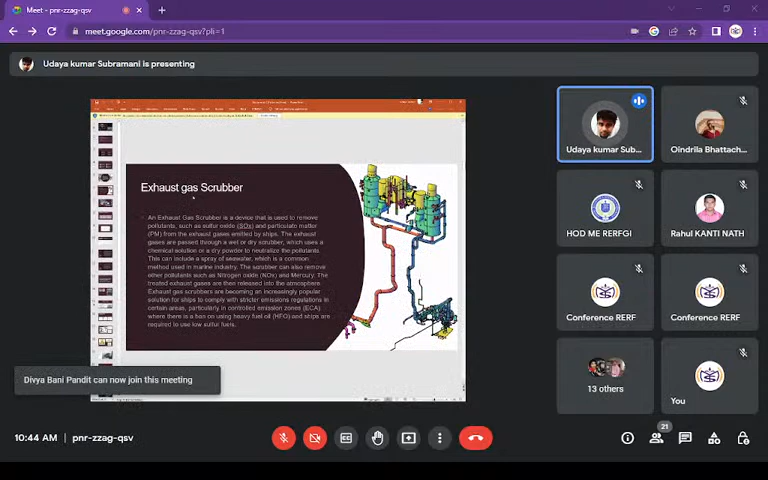 Meet - pnr-zzag-qsv
meet.google.com/pnr-zzag-qsv?pli=1
Udaya kumar Subramani is presenting
Exhaust gas Scrubber
An Exhaust Gas Scrubber is a device that is used to remove
pollutants, such as sulfur oxide (SOx) and particulate matter
(PM) from the exhaust gases emitted by ships. The exhaust
gases are passed through a wet or dry scrubber, which uses a
chemical solution or a dry powder to neutralize the pollutants.
This can include a spray of seawater, which is a common
method used in marine industry. The scrubber can also remove
other pollutants such as Nitrogen oxide (NOx) and Mercury. The
treated exhaust gases are then released into the atmosphere.
Exhaust gas scrubbers are becoming an increasingly popular
solution for ships to comply with stricter emissions regulations in
certain areas, particularly in controlled emission zones (ECA)
where there is a ban on using heavy fuel oil (HFO) and ships are
required to use low sulfur fuels.
Udaya kumar Sub...
Oindrila Bhattach...
HOD ME RERFGI
Rahul KANTI NATH
Conference RERF
Conference RERF
13 others
You
Divya Bani Pandit can now join this meeting
10:44 AM | pnr-zzag-qsv
21